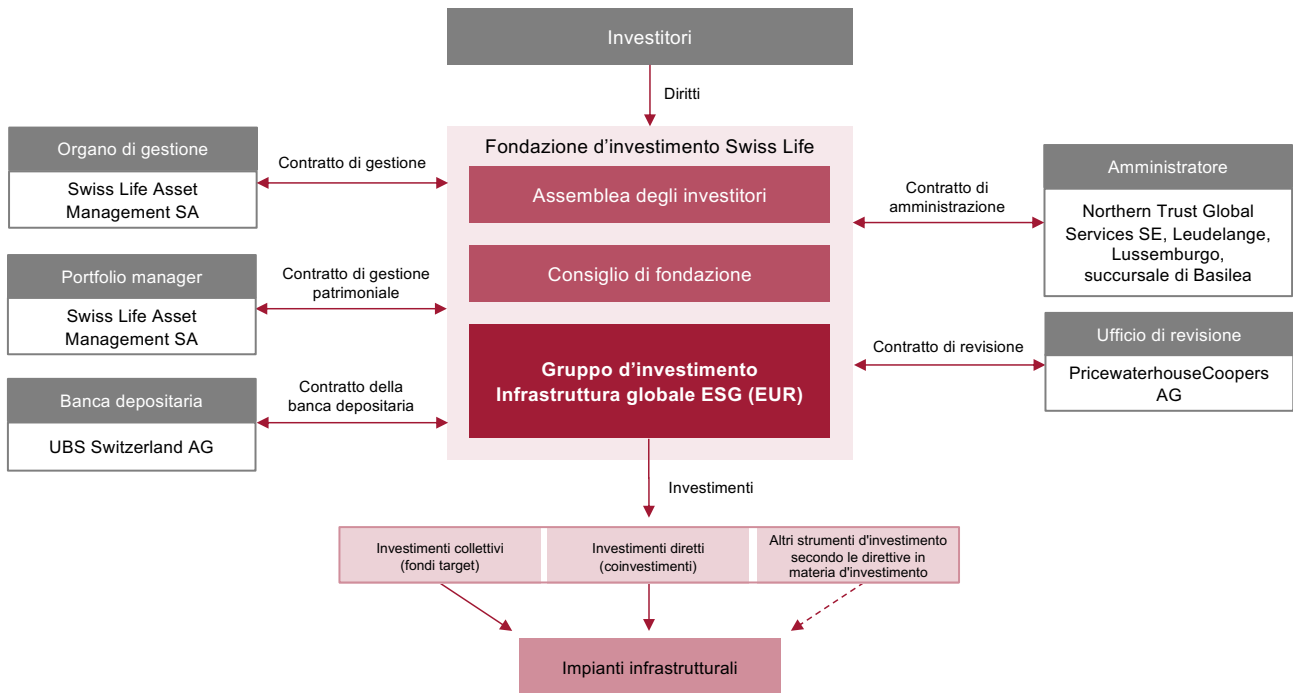 Investitori
Diritti
Organo di gestione
Swiss Life Asset
Management SA
Contratto di gestione
Portfolio manager
Swiss Life Asset
Management SA
Contratto di gestione
patrimoniale
Banca depositaria
UBS Switzerland AG
Contratto della
banca depositaria
Fondazione d’investimento Swiss Life
Assemblea degli investitori
Consiglio di fondazione
Gruppo d’investimento
Infrastruttura globale ESG (EUR)
Contratto di
amministrazione
Amministratore
Northern Trust Global
Services SE, Leudelange,
Lussemburgo,
succursale di Basilea
Contratto di revisione
Ufficio di revisione
PricewaterhouseCoopers
AG
Investimenti
Investimenti collettivi
(fondi target)
Investimenti diretti
(coinvestimenti)
Altri strumenti d'investimento
secondo le direttive in
materia d'investimento
Impianti infrastrutturali